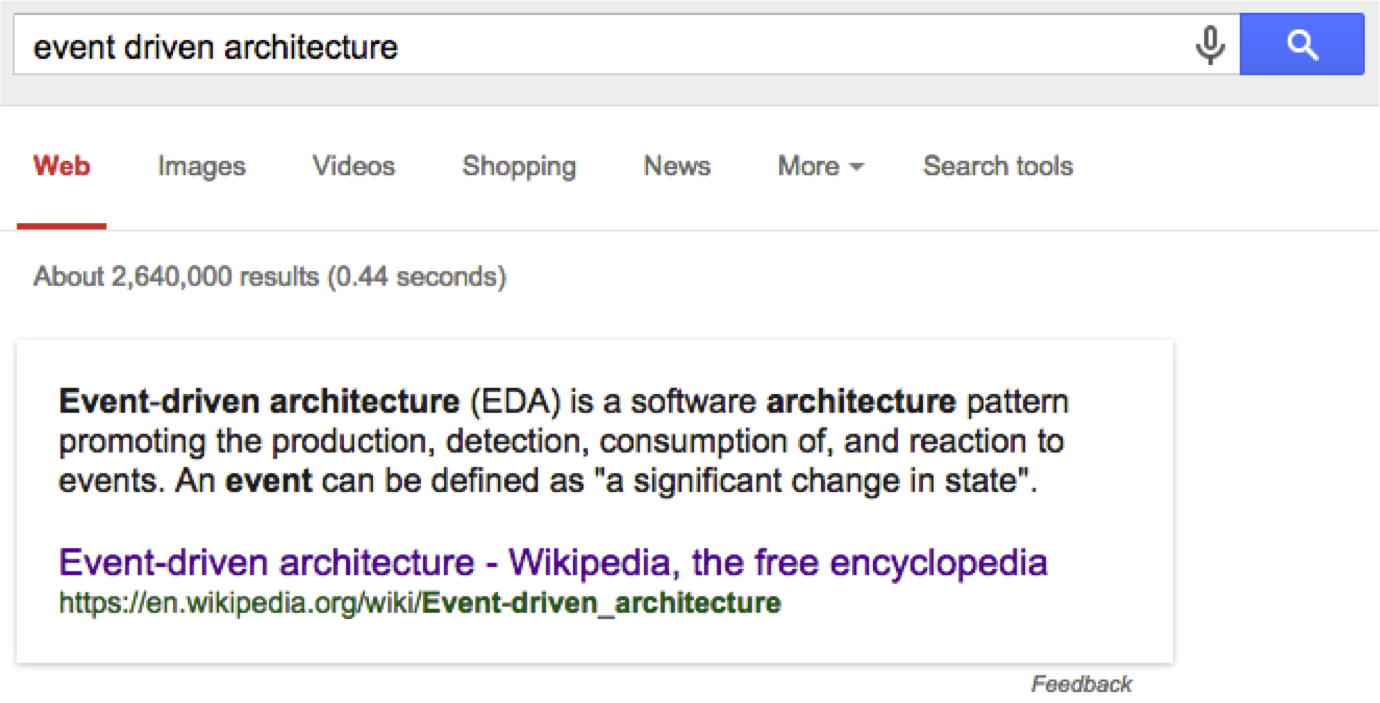 event driven architecture
Web Images Videos Shopping News More Search tools
About 2,640,000 results (0.44 seconds)
Event-driven architecture (EDA) is a software architecture pattern
promoting the production, detection, consumption of, and reaction to
events. An event can be defined as "a significant change in state".
Event-driven architecture - Wikipedia, the free encyclopedia
https://en.wikipedia.org/wiki/Event-driven_architecture
Feedback